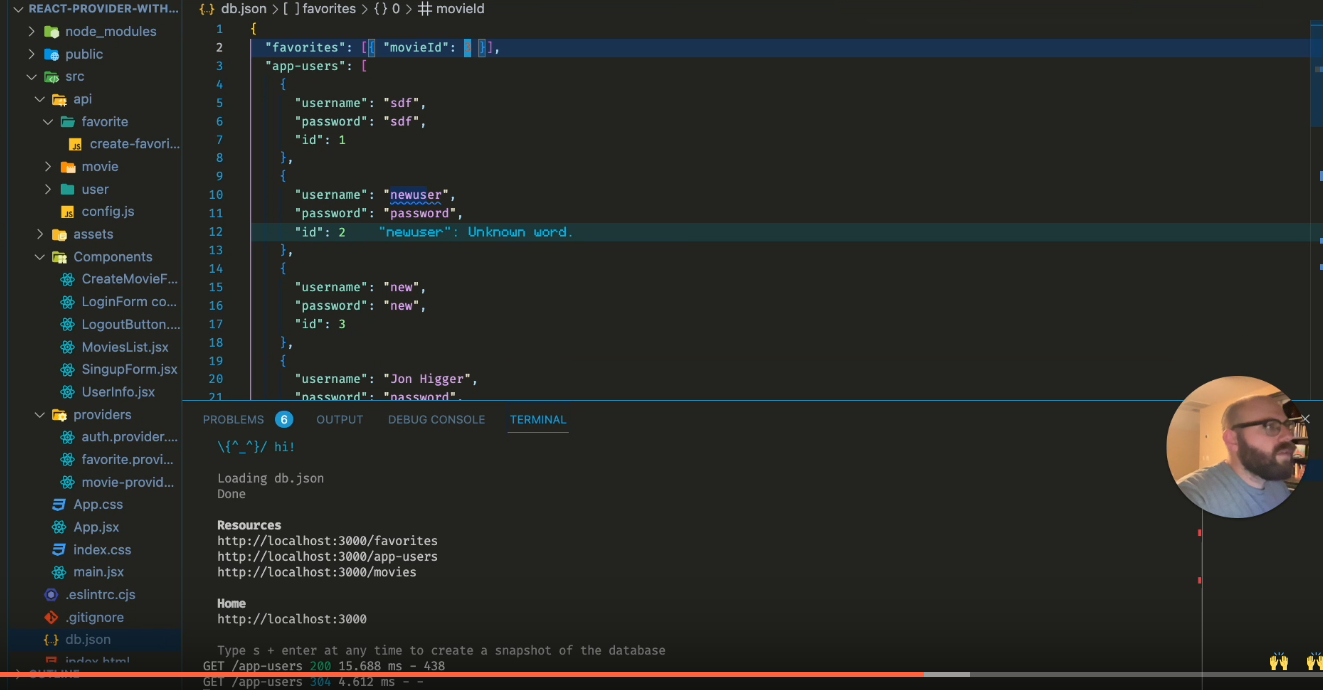 REACT-PROVIDER-WITH...
node_modules
public
src
api
favorite
create-favori...
movie
user
config.js
assets
Components
CreateMovieF...
LoginForm co...
LogoutButton....
MoviesList.jsx
SingupForm.jsx
UserInfo.jsx
providers
auth.provider....
favorite.provi...
movie-provid...
App.css
App.jsx
index.css
main.jsx
.eslintrc.cjs
.gitignore
db.json
index.html
OUTLINE
{..} db.json > [ ] favorites > {} 0 > # movieId
1 {
2 "favorites": [{ "movieId": }],
3 "app-users": [
4 {
5 "username": "sdf",
6 "password": "sdf",
7 "id": 1
8 },
9 {
10 "username": "newuser",
11 "password": "password",
12 "id": 2 "newuser": Unknown word.
13 },
14 {
15 "username": "new",
16 "password": "new",
17 "id": 3
18 },
19 {
20 "username": "Jon Higger",
21 "password": "password",
PROBLEMS 6 OUTPUT DEBUG CONSOLE TERMINAL
\{^_^}/ hi!
Loading db.json
Done
Resources
http://localhost:3000/favorites
http://localhost:3000/app-users
http://localhost:3000/movies
Home
http://localhost:3000
Type s + enter at any time to create a snapshot of the database
GET /app-users 200 15.688 ms - 438
GET /app-users 304 4.612 ms - -